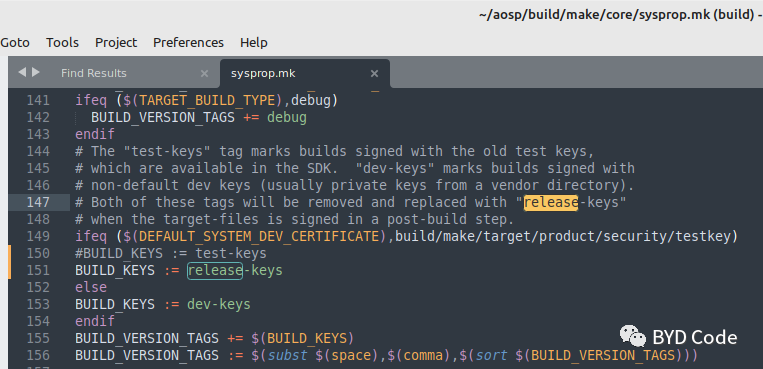 ~/aosp/build/make/core/sysprop.mk (build) -
Goto Tools Project Preferences Help
Find Results × sysprop.mk ×
141 ifeq ($(TARGET_BUILD_TYPE),debug)
142 BUILD_VERSION_TAGS += debug
143 endif
144 # The "test-keys" tag marks builds signed with the old test keys,
145 # which are available in the SDK.  "dev-keys" marks builds signed with
146 # non-default dev keys (usually private keys from a vendor directory).
147 # Both of these tags will be removed and replaced with "release-keys"
148 # when the target-files is signed in a post-build step.
149 ifeq ($(DEFAULT_SYSTEM_DEV_CERTIFICATE),build/make/target/product/security/testkey)
150 #BUILD_KEYS := test-keys
151 BUILD_KEYS := release-keys
152 else
153 BUILD_KEYS := dev-keys
154 endif
155 BUILD_VERSION_TAGS += $(BUILD_KEYS)
156 BUILD_VERSION_TAGS := $(subst $(space),$(comma),$(sort $(BUILD_VERSION_TAGS)))
BYD Code